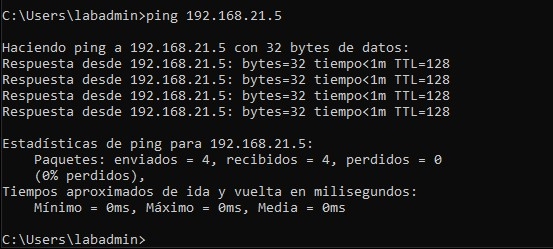 C:\Users\labadmin>ping 192.168.21.5
Haciendo ping a 192.168.21.5 con 32 bytes de datos:
Respuesta desde 192.168.21.5: bytes=32 tiempo<1m TTL=128
Respuesta desde 192.168.21.5: bytes=32 tiempo<1m TTL=128
Respuesta desde 192.168.21.5: bytes=32 tiempo<1m TTL=128
Respuesta desde 192.168.21.5: bytes=32 tiempo<1m TTL=128
Estadísticas de ping para 192.168.21.5:
Paquetes: enviados = 4, recibidos = 4, perdidos = 0
(0% perdidos),
Tiempos aproximados de ida y vuelta en milisegundos:
Mínimo = 0ms, Máximo = 0ms, Media = 0ms
C:\Users\labadmin>